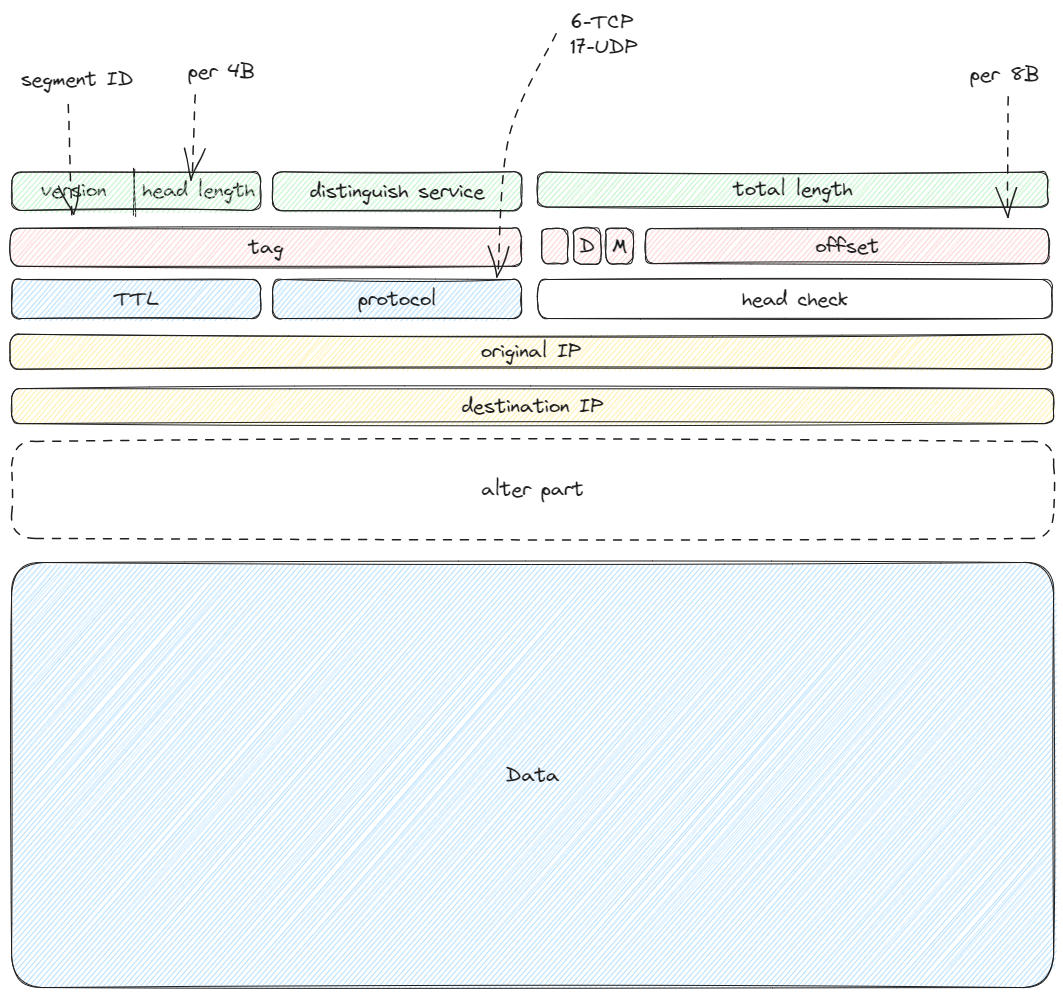 6-TCP
17-UDP
segment ID
per 4B
per 8B
version
head length
distinguish service
total length
tag
D
M
offset
TTL
protocol
head check
original IP
destination IP
alter part
Data